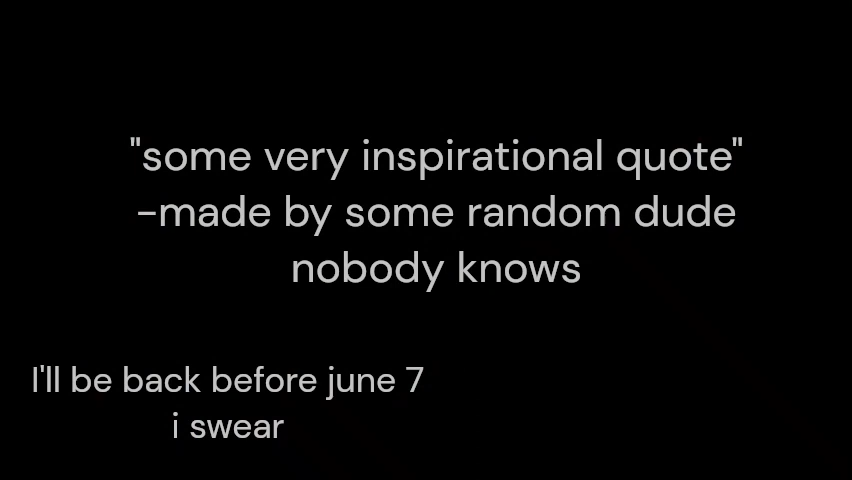 "some very inspirational quote"
-made by some random dude
nobody knows
I'll be back before june 7
i swear